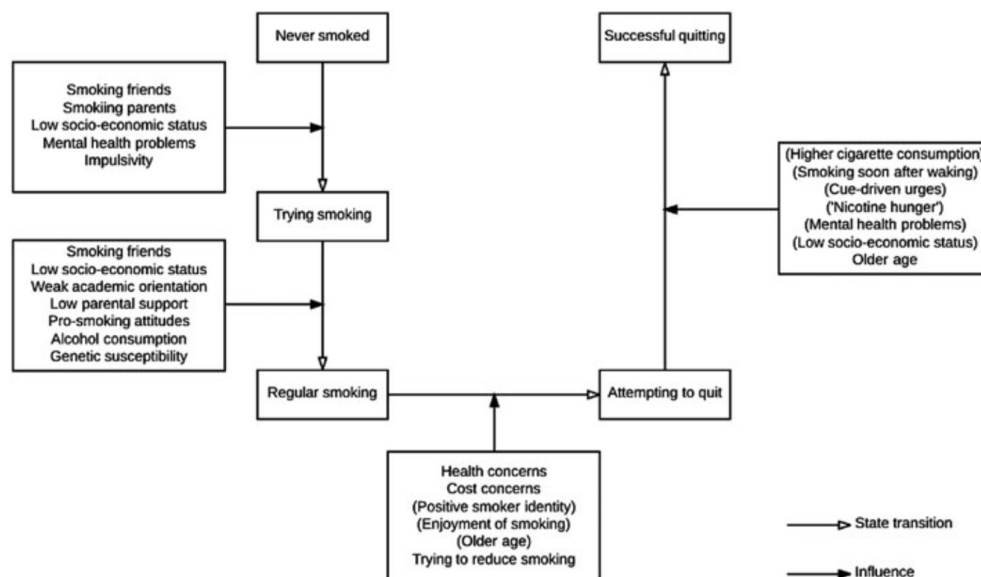 Never smoked
Successful quitting
Smoking friends
Smokiing parents
Low socio-economic status
Mental health problems
Impulsivity
(Higher cigarette consumption)
(Smoking soon after waking)
(Cue-driven urges)
('Nicotine hunger')
(Mental health problems)
(Low socio-economic status)
Older age
Trying smoking
Smoking friends
Low socio-economic status
Weak academic orientation
Low parental support
Pro-smoking attitudes
Alcohol consumption
Genetic susceptibility
Regular smoking
Attempting to quit
Health concerns
Cost concerns
(Positive smoker identity)
(Enjoyment of smoking)
(Older age)
Trying to reduce smoking
State transition
Influence